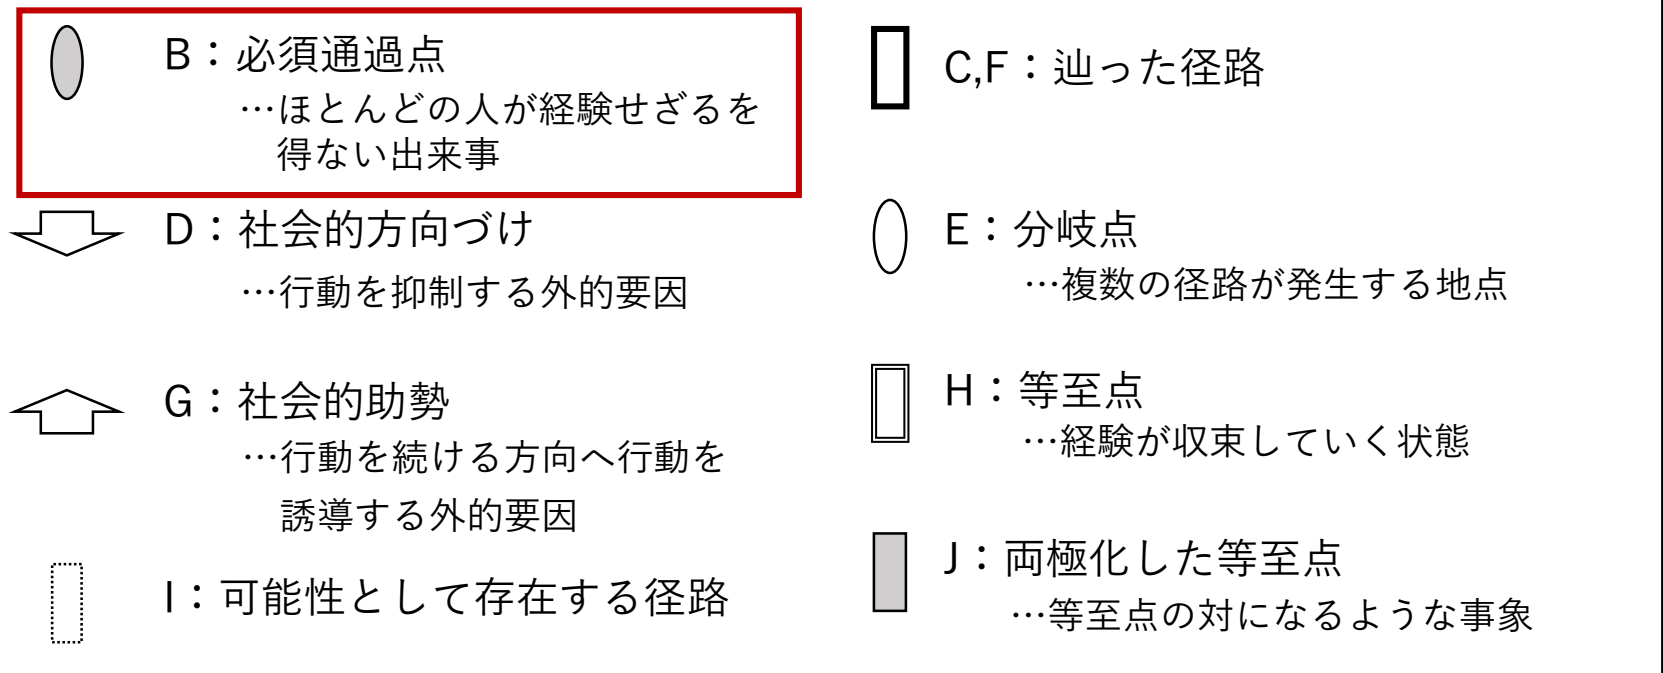 B：必須通過点
…ほとんどの人が経験せざるを
得ない出来事
D：社会的方向づけ
…行動を抑制する外的要因
G：社会的助勢
…行動を続ける方向へ行動を
誘導する外的要因
I：可能性として存在する径路
C,F：辿った径路
E：分岐点
…複数の径路が発生する地点
H：等至点
…経験が収束していく状態
J：両極化した等至点
…等至点の対になるような事象